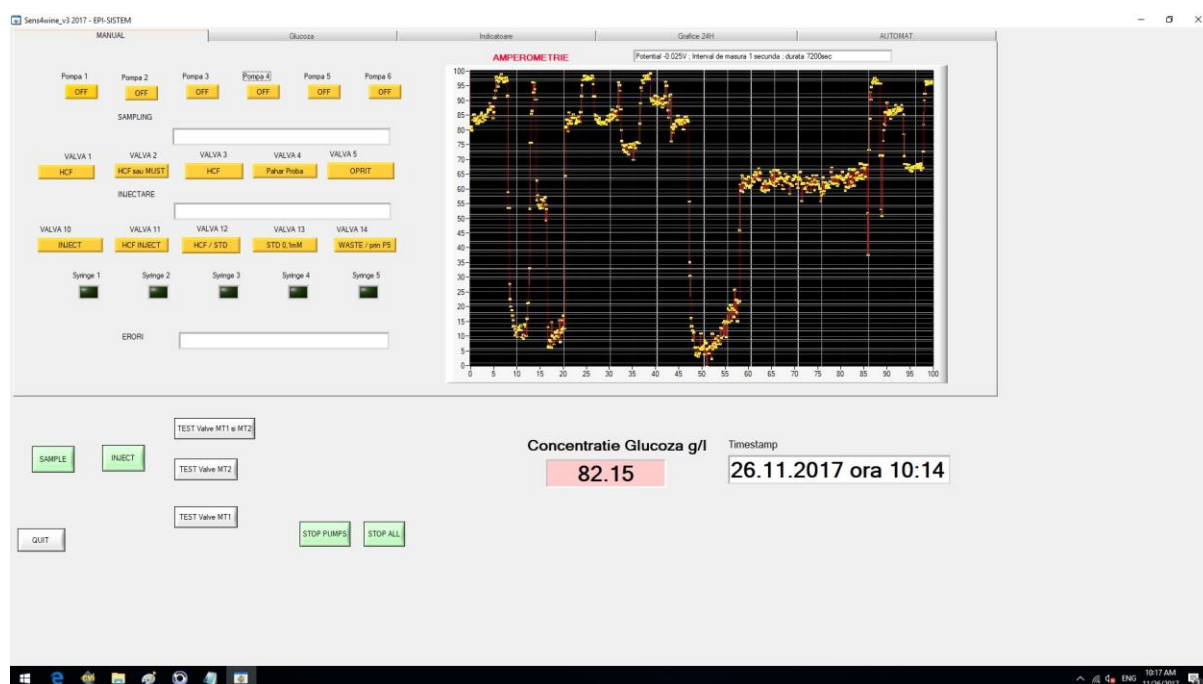 Sens4wine_v3 2017 - EPI-SISTEM
MANUAL Glucoza Indicatoare Grafice 24H AUTOMAT
AMPEROMETRIE
Potential -0.025V ; Interval de masura 1 secunda ; durata 7200sec
Pompa 1 Pompa 2 Pompa 3 Pompa 4 Pompa 5 Pompa 6
OFF OFF OFF OFF OFF OFF
SAMPLING
VALVA 1 VALVA 2 VALVA 3 VALVA 4 VALVA 5
HCF HCF sau MUST HCF Pahar Proba OPRIT
INJECTARE
VALVA 10 VALVA 11 VALVA 12 VALVA 13 VALVA 14
INJECT HCF INJECT HCF / STD STD 0,1mM WASTE / prin P5
Syringe 1 Syringe 2 Syringe 3 Syringe 4 Syringe 5
ERORI
100
95
90
85
80
75
70
65
60
55
50
45
40
35
30
25
20
15
10
5
0
0 5 10 15 20 25 30 35 40 45 50 55 60 65 70 75 80 85 90 95 100
TEST Valve MT1 si MT2
SAMPLE INJECT
TEST Valve MT2
TEST Valve MT1
QUIT
STOP PUMPS STOP ALL
Concentratie Glucoza g/l
82.15
Timestamp
26.11.2017 ora 10:14
ENG
10:17 AM
11/26/2017